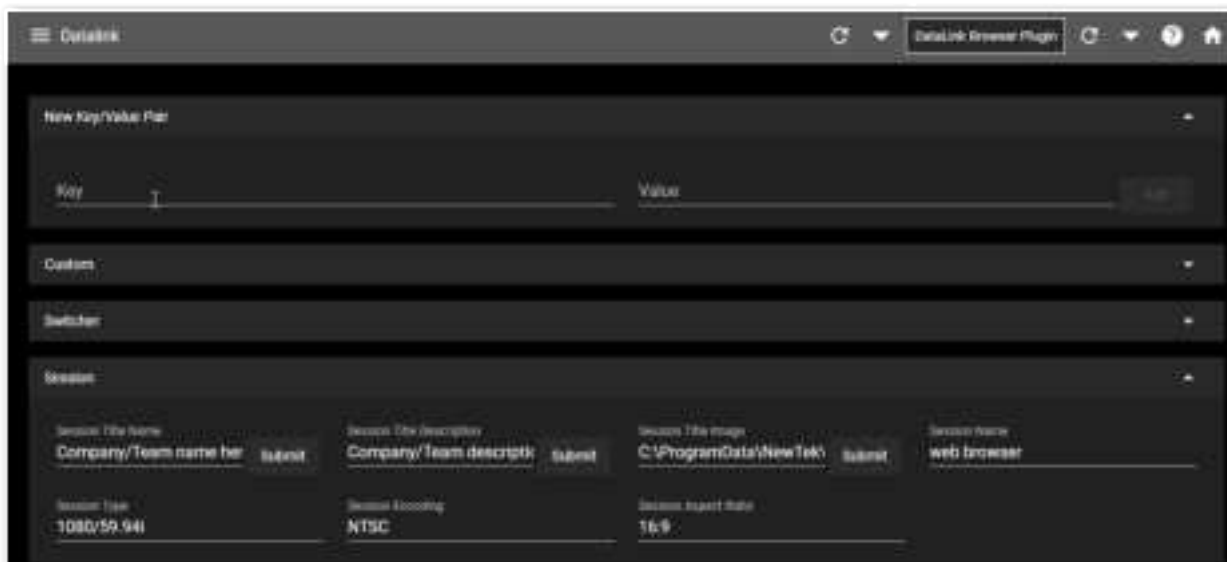 Datalink
DataLink Browser Plugin
New Key/Value Pair
Key
Value
Add
Custom
Switcher
Session
Session Title Name
Company/Team name her
Submit
Session Title Description
Company/Team descripti
Submit
Session Title Image
C:\ProgramData\NewTek\
Submit
Session Name
web browser
Session Type
1080/59.94i
Session Encoding
NTSC
Session Aspect Ratio
16:9